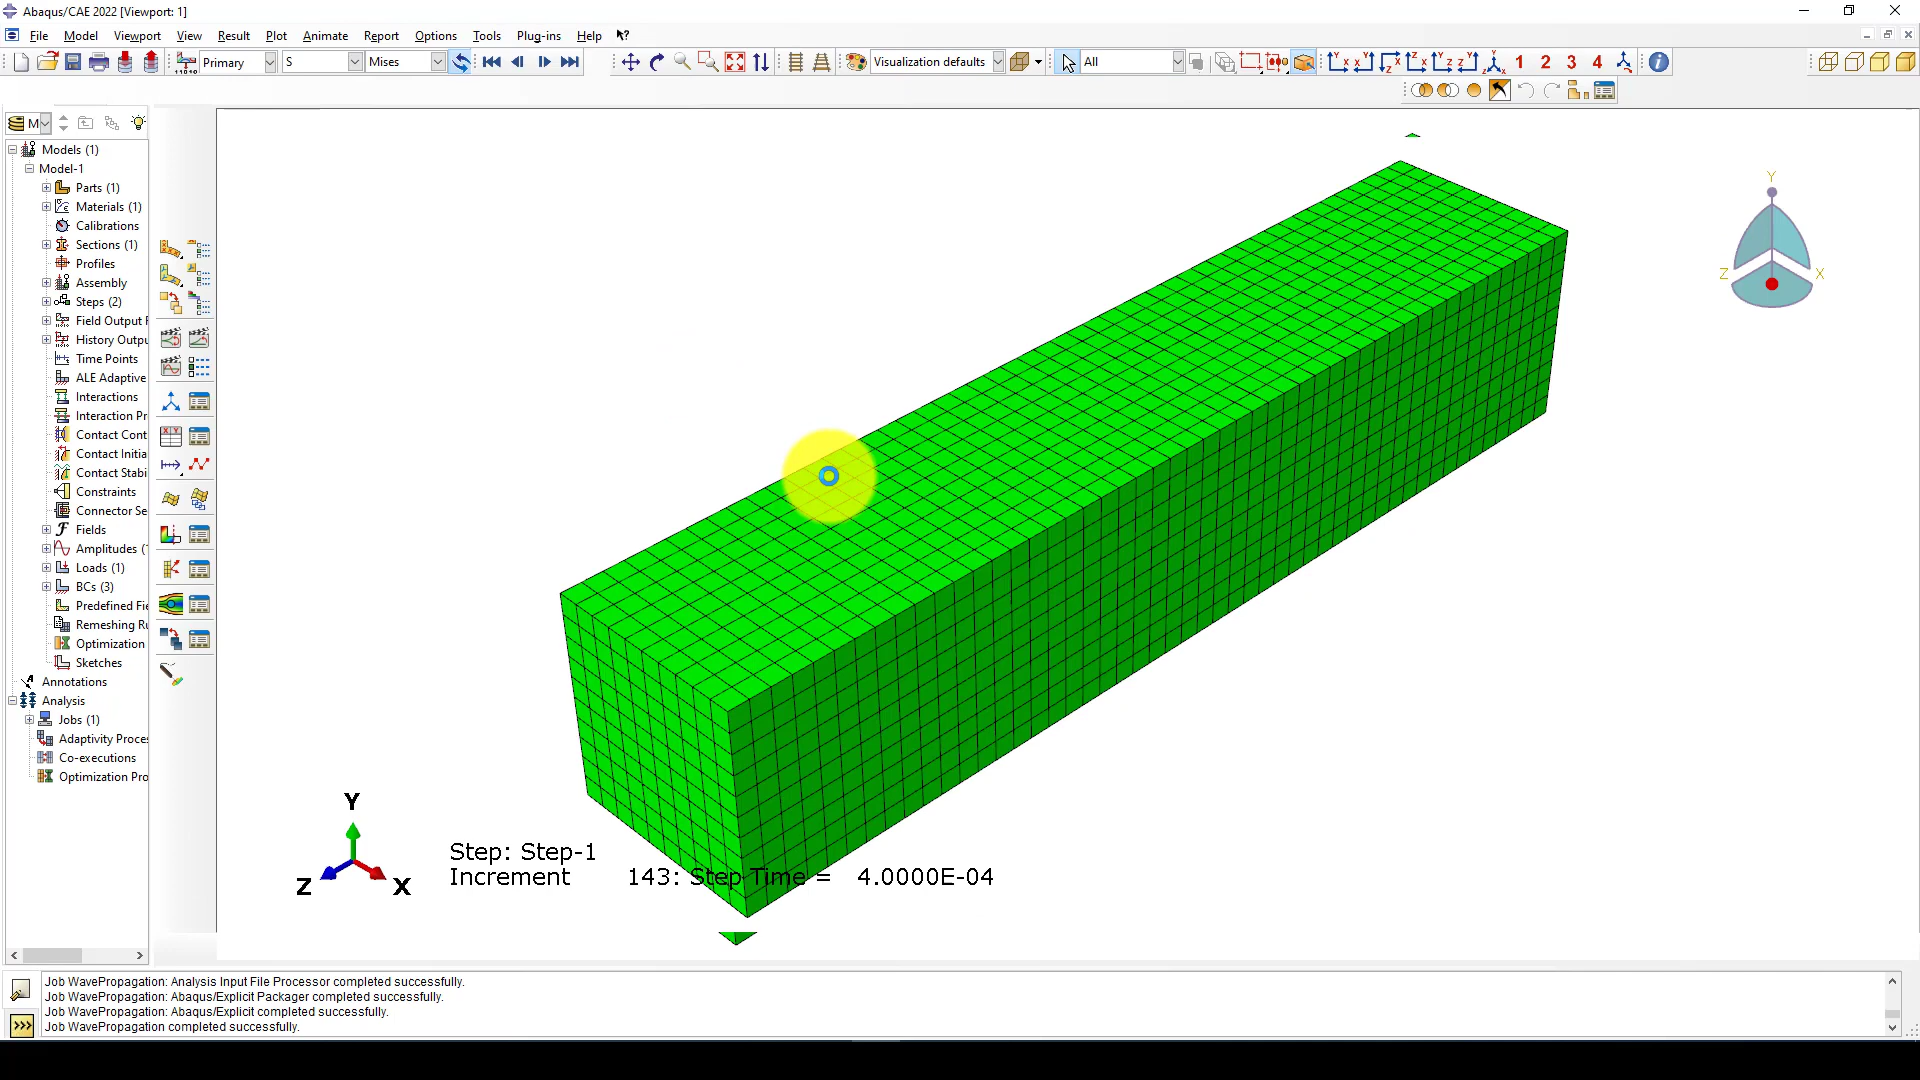 Abaqus/CAE 2022 [Viewport: 1]
File Model Viewport View Result Plot Animate Report Options Tools Plug-ins Help
Primary S Mises Visualization defaults All 1 2 3 4
M
Models (1)
Model-1
Parts (1)
Materials (1)
Calibrations
Sections (1)
Profiles
Assembly
Steps (2)
Field Output
History Outpu
Time Points
ALE Adaptive
Interactions
Interaction Pr
Contact Cont
Contact Initia
Contact Stabi
Constraints
Connector Se
Fields
Amplitudes (
Loads (1)
BCs (3)
Predefined Fie
Remeshing Ru
Optimization
Sketches
Annotations
Analysis
Jobs (1)
Adaptivity Proce
Co-executions
Optimization Pro
Y
Z X
Y
Z X
Step: Step-1
Increment 143: Step Time = 4.0000E-04
Job WavePropagation: Analysis Input File Processor completed successfully.
Job WavePropagation: Abaqus/Explicit Packager completed successfully.
Job WavePropagation: Abaqus/Explicit completed successfully.
Job WavePropagation completed successfully.